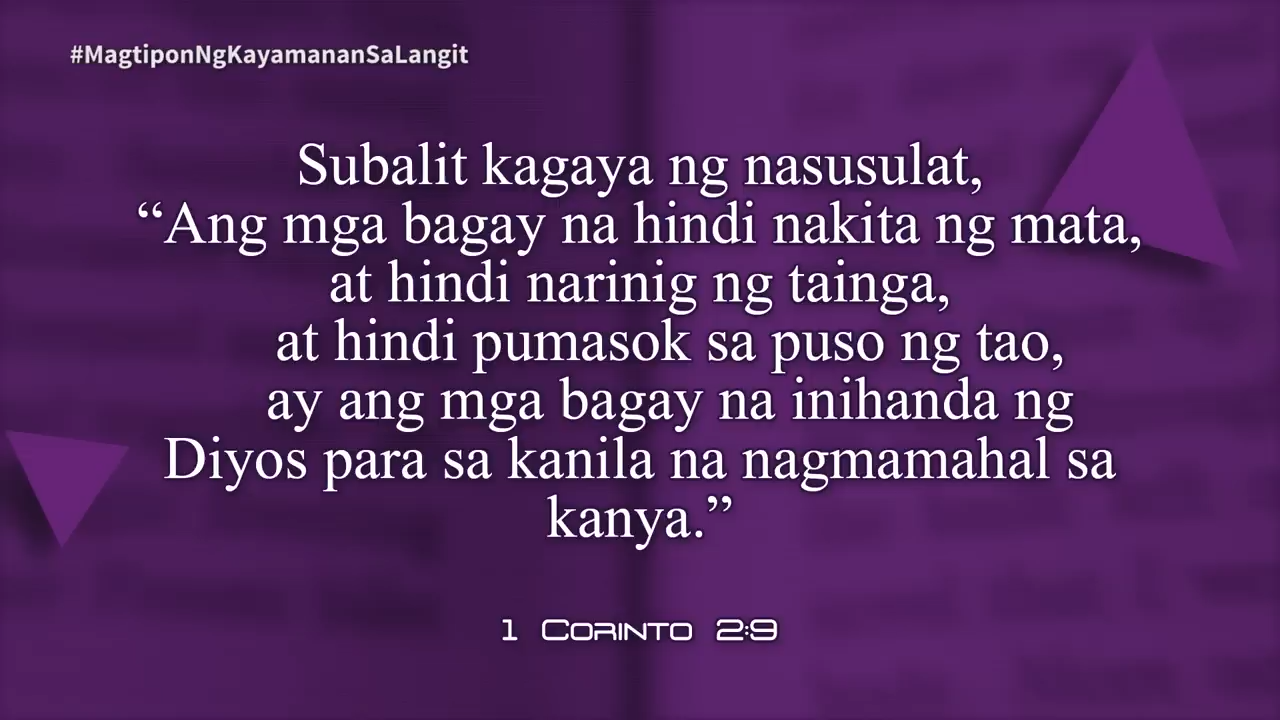 #MagtiponNgKayamananSaLangit
Subalit kagaya ng nasusulat,
“Ang mga bagay na hindi nakita ng mata,
at hindi narinig ng tainga,
at hindi pumasok sa puso ng tao,
ay ang mga bagay na inihanda ng
Diyos para sa kanila na nagmamahal sa
kanya.”
1 Corinto 2:9